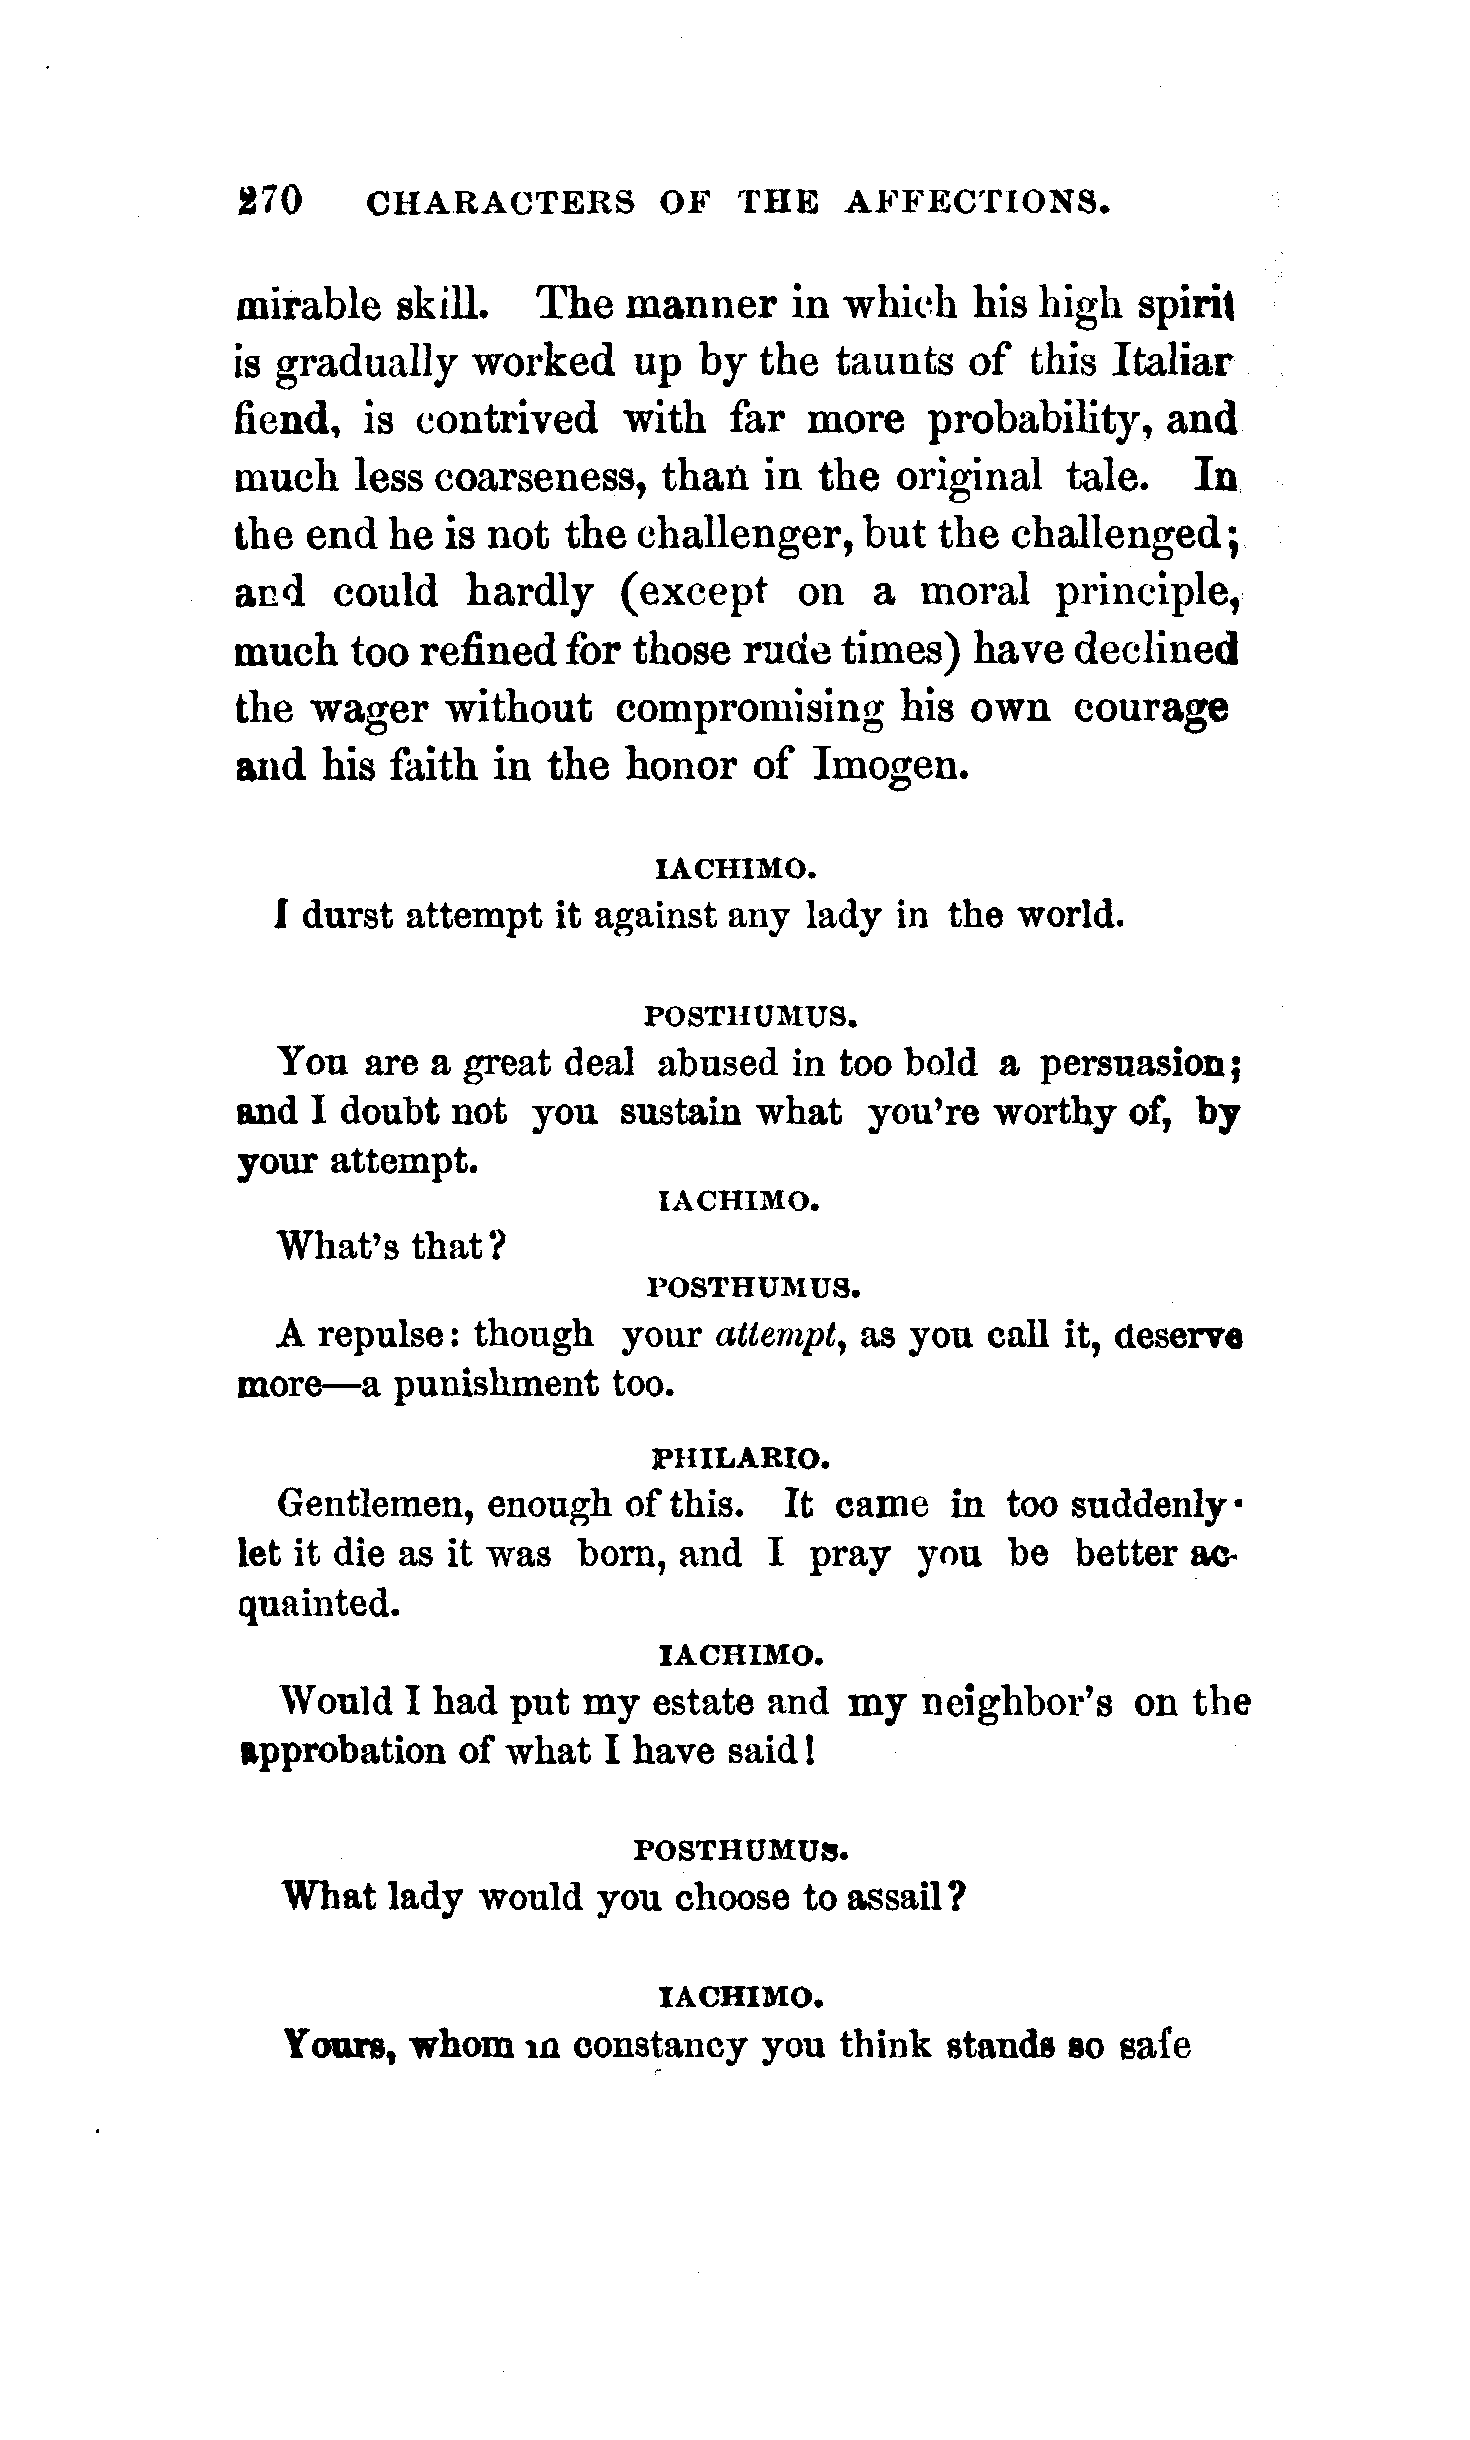 270 CHARACTERS OF THE AFFECTIONS.
mirable skill. The manner in which his high spirit
is gradually worked up by the taunts of this Italiar
fiend, is contrived with far more probability, and
much less coarseness, than in the original tale. In
the end he is not the challenger, but the challenged;
and could hardly (except on a moral principle,
much too refined for those rude times) have declined
the wager without compromising his own courage
and his faith in the honor of Imogen.
IACHIMO.
I durst attempt it against any lady in the world.
POSTHUMUS.
You are a great deal abused in too bold a persuasion;
and I doubt not you sustain what you're worthy of, by
your attempt.
IACHIMO.
What's that?
POSTHUMUS.
A repulse: though your attempt, as you call it, deserve
more—a punishment too.
PHILARIO.
Gentlemen, enough of this. It came in too suddenly·
let it die as it was born, and I pray you be better ac-
quainted.
IACHIMO.
Would I had put my estate and my neighbor's on the
approbation of what I have said!
POSTHUMUS.
What lady would you choose to assail?
IACHIMO.
Yours, whom in constancy you think stands so safe